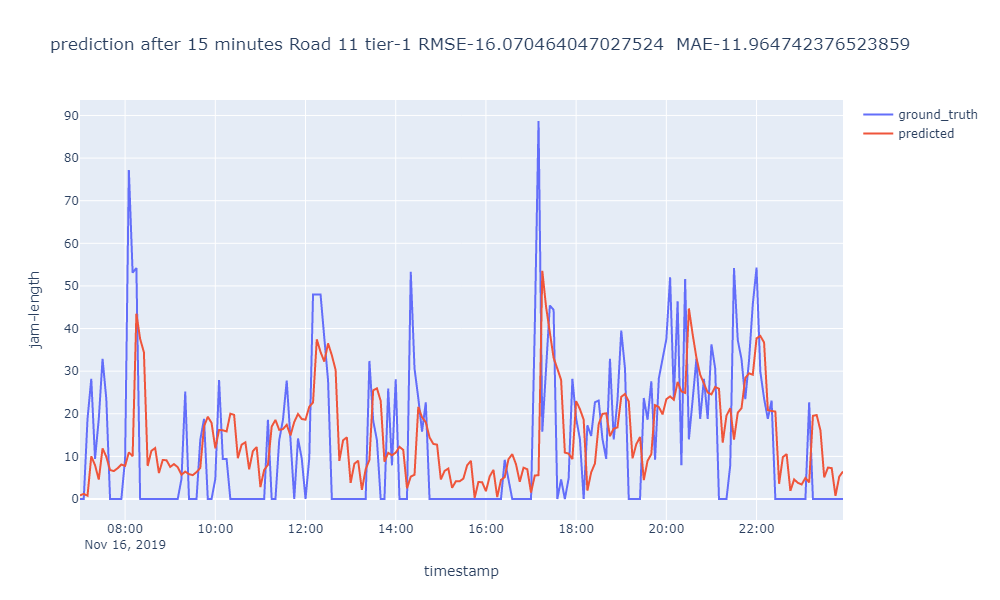 prediction after 15 minutes Road 11 tier-1 RMSE-16.070464047027524  MAE-11.964742376523859
ground_truth
predicted
jam-length
90
80
70
60
50
40
30
20
10
0
08:00 10:00 12:00 14:00 16:00 18:00 20:00 22:00
Nov 16, 2019
timestamp